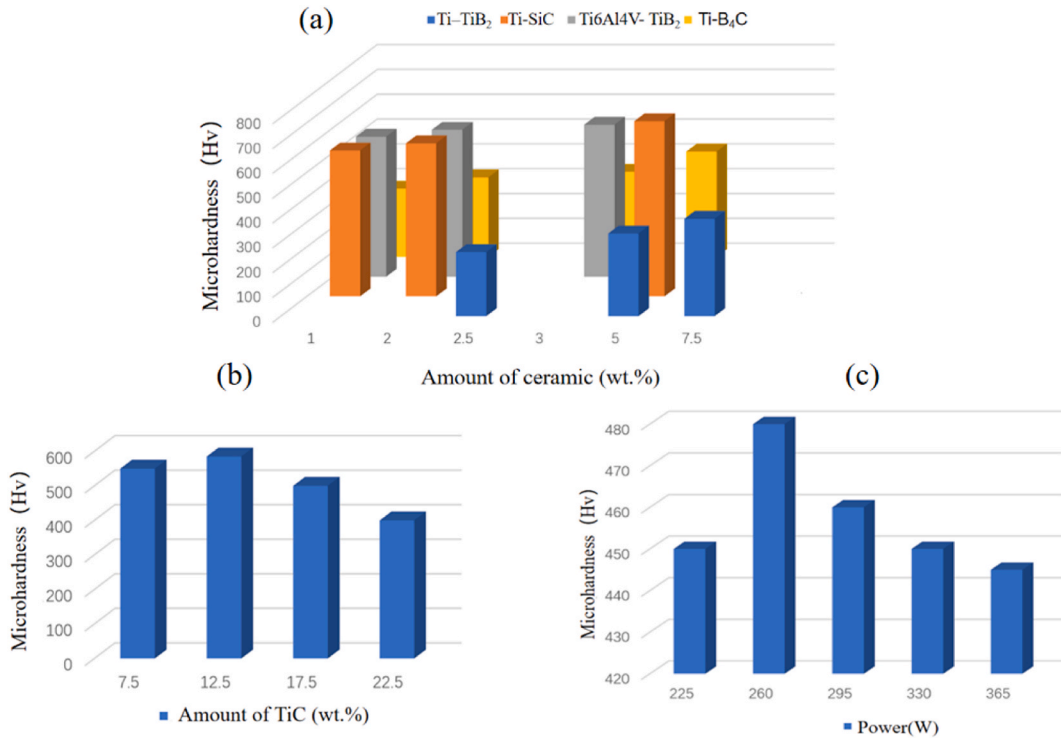 (a)
Ti–TiB₂ Ti-SiC Ti6Al4V- TiB₂ Ti-B₄C
Microhardness (Hv)
800
700
600
500
400
300
200
100
0
1 2 2.5 3 5 7.5
Amount of ceramic (wt.%)
(b)
Microhardness (Hv)
600
500
400
300
200
100
0
7.5 12.5 17.5 22.5
Amount of TiC (wt.%)
(c)
Microhardness (Hv)
480
470
460
450
440
430
420
225 260 295 330 365
Power(W)